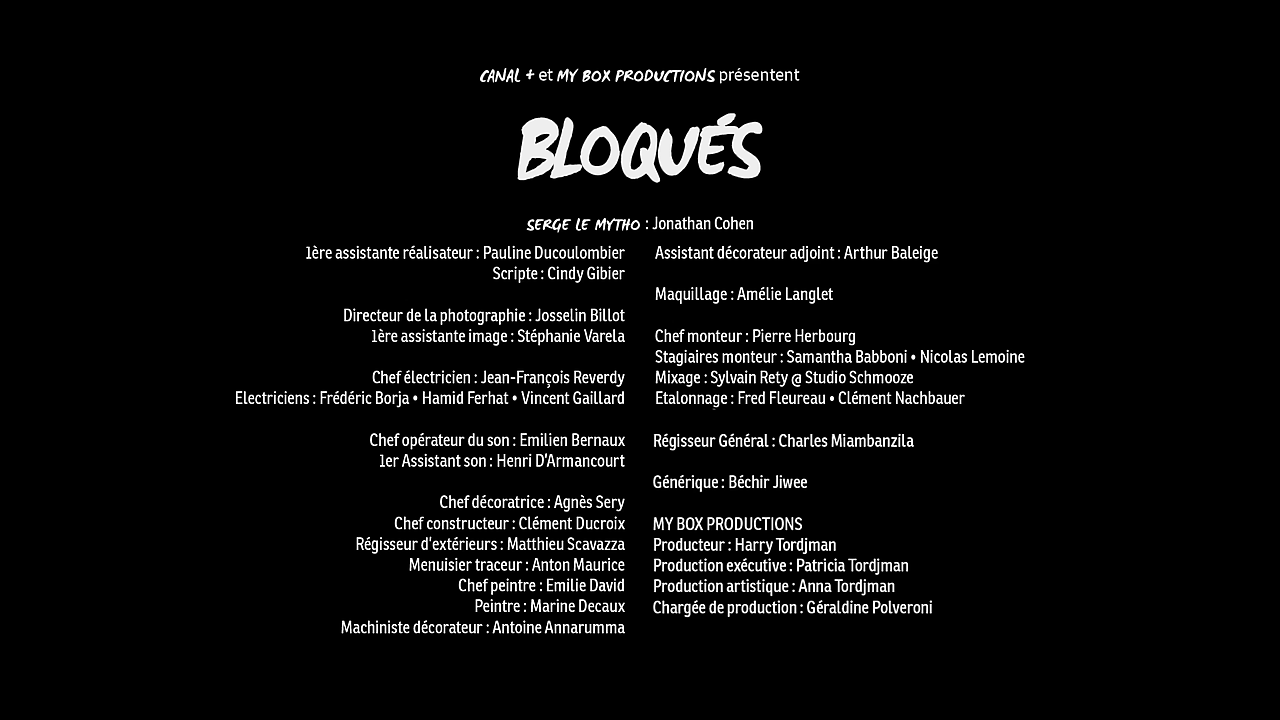 CANAL + et MY BOX PRODUCTIONS présentent
BLOQUÉS
SERGE LE MYTHO : Jonathan Cohen
1ère assistante réalisateur : Pauline Ducoulombier
Scripte : Cindy Gibier
Directeur de la photographie : Josselin Billot
1ère assistante image : Stéphanie Varela
Chef électricien : Jean-François Reverdy
Electriciens : Frédéric Borja • Hamid Ferhat • Vincent Gaillard
Chef opérateur du son : Emilien Bernaux
1er Assistant son : Henri D'Armancourt
Chef décoratrice : Agnès Sery
Chef constructeur : Clément Ducroix
Régisseur d'extérieurs : Matthieu Scavazza
Menuisier traceur : Anton Maurice
Chef peintre : Emilie David
Peintre : Marine Decaux
Machiniste décorateur : Antoine Annarumma
Assistant décorateur adjoint : Arthur Baleige
Maquillage : Amélie Langlet
Chef monteur : Pierre Herbourg
Stagiaires monteur : Samantha Babboni • Nicolas Lemoine
Mixage : Sylvain Rety @ Studio Schmooze
Etalonnage : Fred Fleureau • Clément Nachbauer
Régisseur Général : Charles Miambanzila
Générique : Béchir Jiwee
MY BOX PRODUCTIONS
Producteur : Harry Tordjman
Production exécutive : Patricia Tordjman
Production artistique : Anna Tordjman
Chargée de production : Géraldine Polveroni